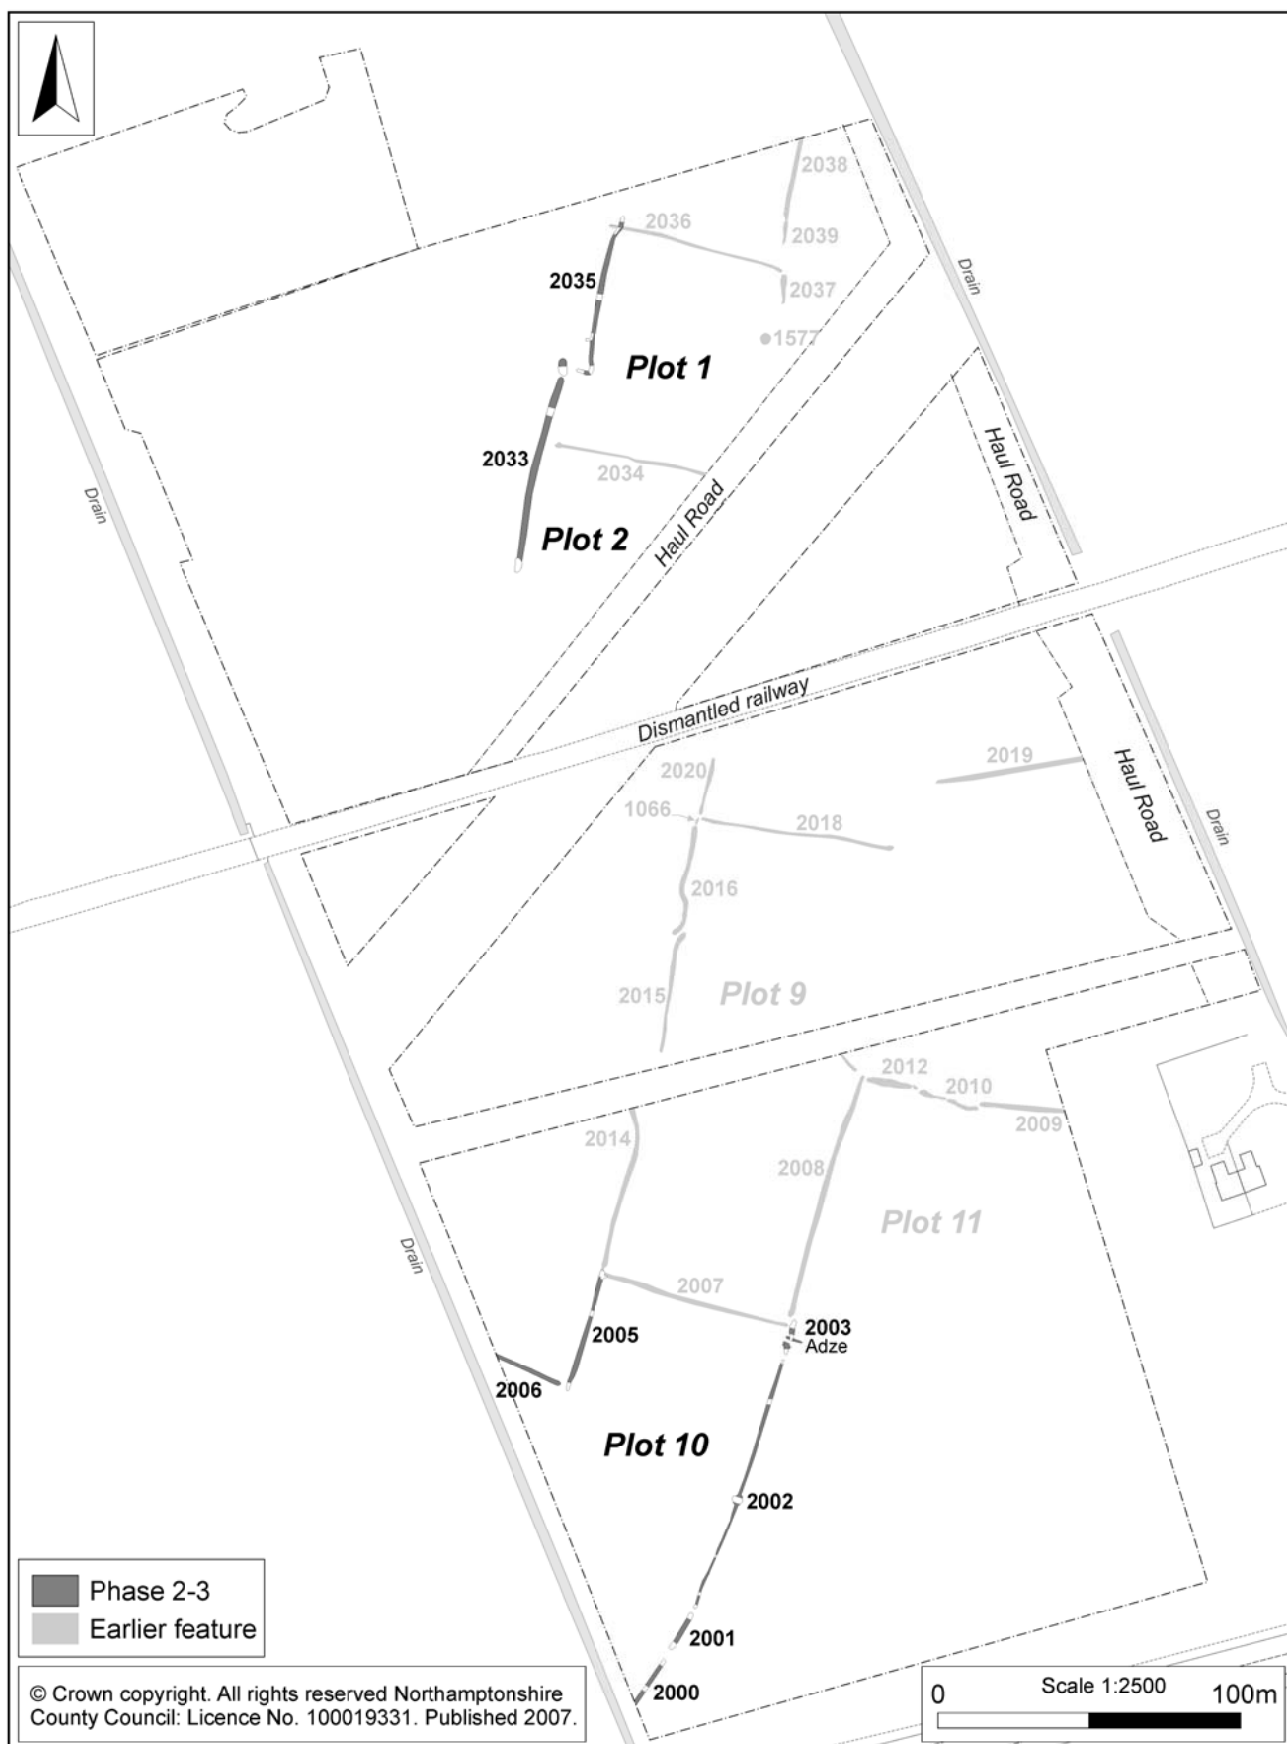 2038
2036
2039
Drain
2035
2037
1577
Plot 1
Haul Road
2033
2034
Drain
Haul Road
Plot 2
Dismantled railway
2019
2020
Haul Road
1066
2018
Drain
2016
2015
Plot 9
2012
2010
2009
2014
2008
Plot 11
Drain
2007
2005
2003
Adze
2006
Plot 10
2002
Phase 2-3
Earlier feature
2001
2000
© Crown copyright. All rights reserved Northamptonshire
County Council: Licence No. 100019331. Published 2007.
0 Scale 1:2500 100m